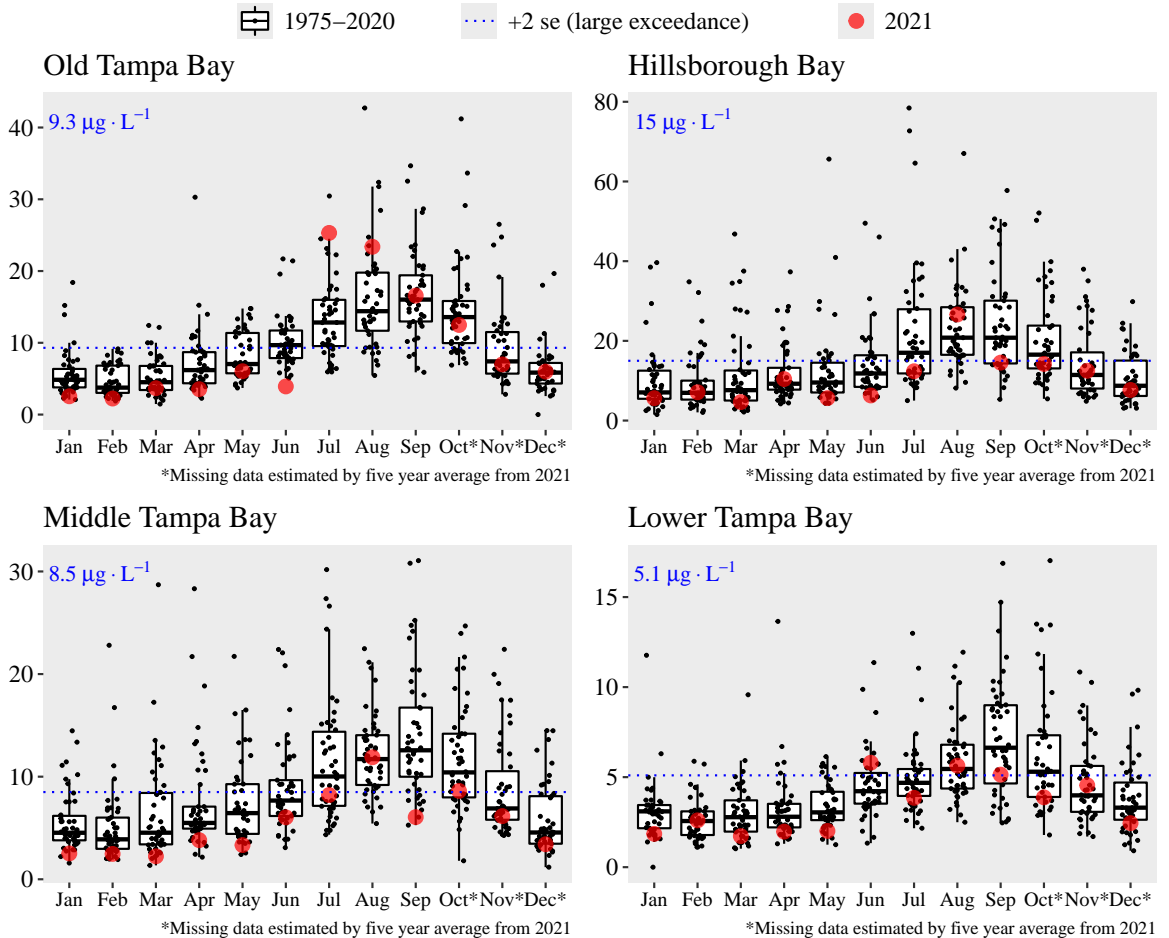 1975−2020 +2 se (large exceedance) 2021
Old Tampa Bay
9.3 μg · L⁻¹
40
30
20
10
0
Jan Feb Mar Apr May Jun Jul Aug Sep Oct* Nov* Dec*
*Missing data estimated by five year average from 2021
Hillsborough Bay
15 μg · L⁻¹
80
60
40
20
0
Jan Feb Mar Apr May Jun Jul Aug Sep Oct* Nov* Dec*
*Missing data estimated by five year average from 2021
Middle Tampa Bay
8.5 μg · L⁻¹
30
20
10
0
Jan Feb Mar Apr May Jun Jul Aug Sep Oct* Nov* Dec*
*Missing data estimated by five year average from 2021
Lower Tampa Bay
5.1 μg · L⁻¹
15
10
5
0
Jan Feb Mar Apr May Jun Jul Aug Sep Oct* Nov* Dec*
*Missing data estimated by five year average from 2021